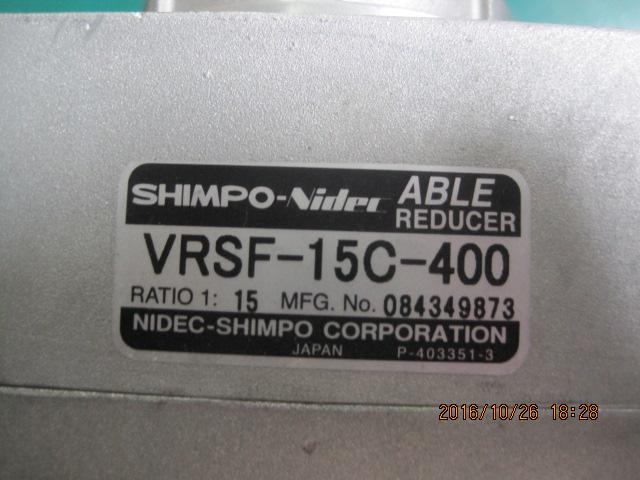 SHIMPO-Nidec ABLE REDUCER
VRSF-15C-400
RATIO 1: 15 MFG. No. 084349873
NIDEC-SHIMPO CORPORATION
JAPAN P-403351-3
2016/10/26 18:28